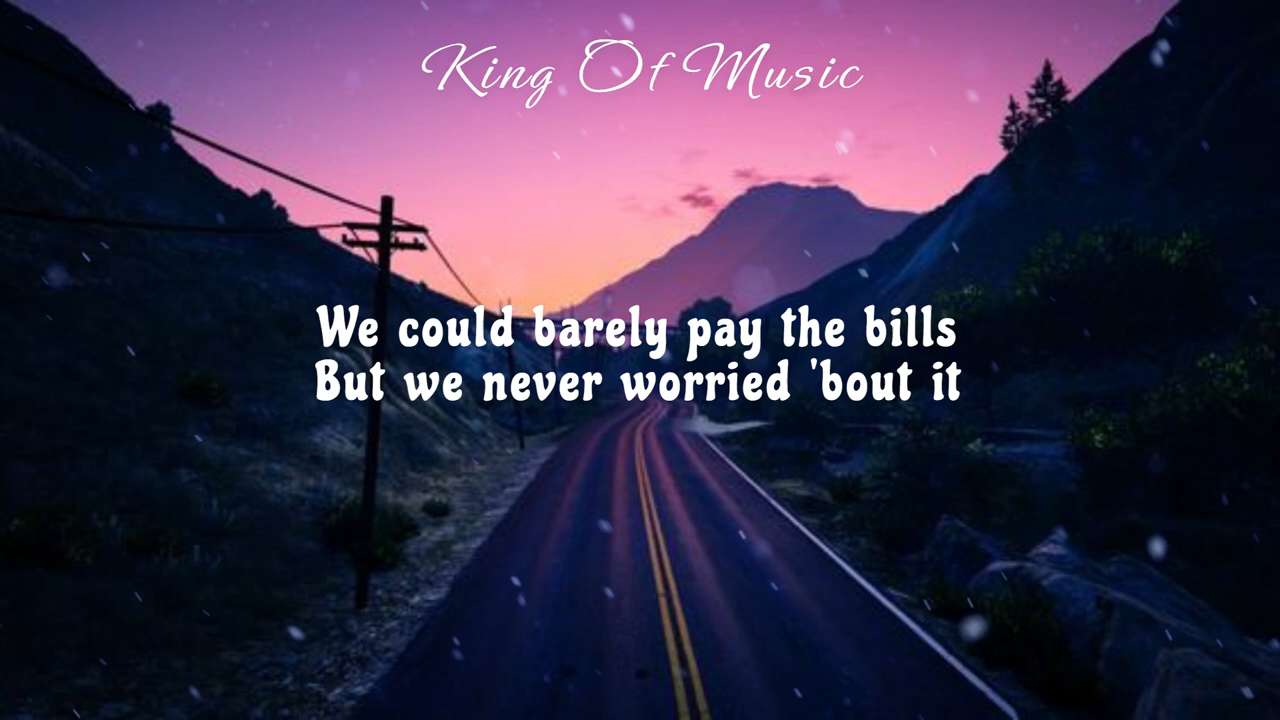 King Of Music
We could barely pay the bills
But we never worried 'bout it